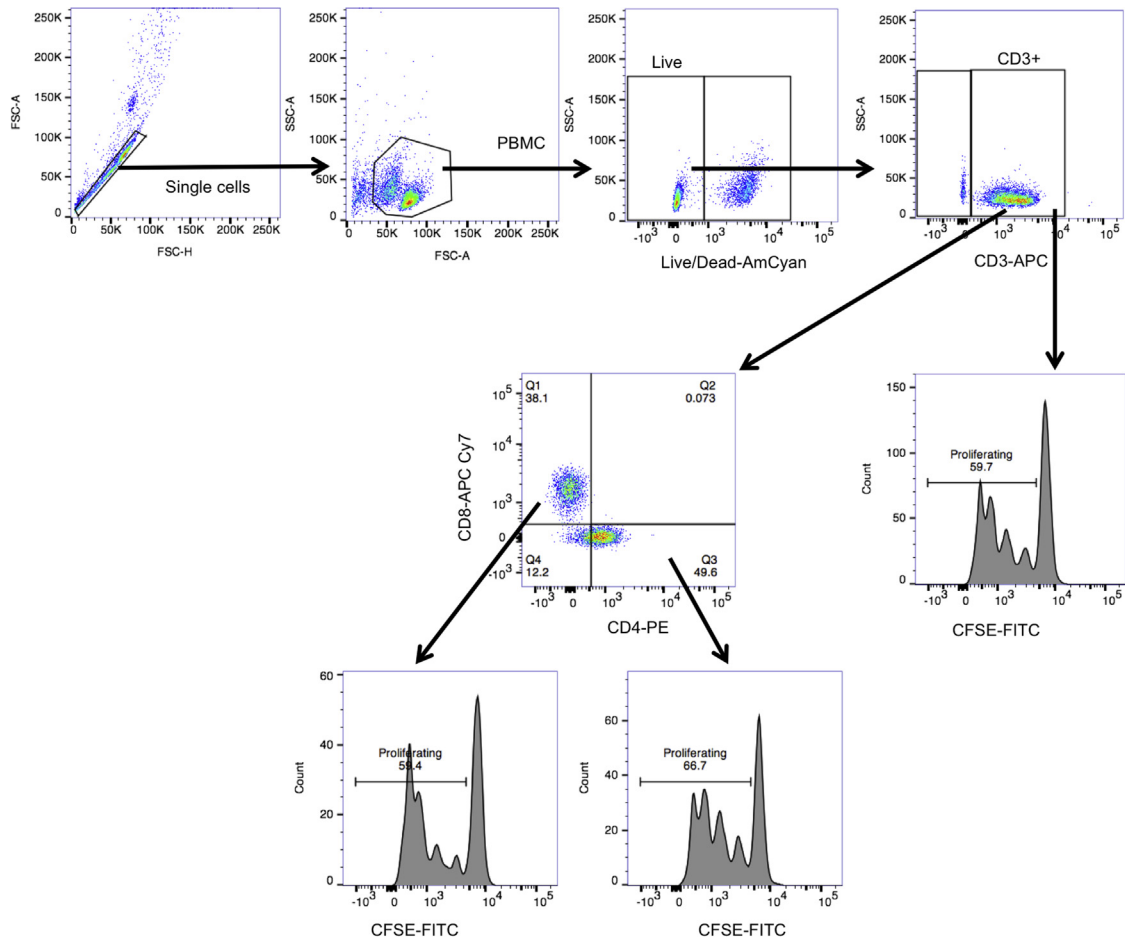 250K
200K
150K
100K
50K
0
FSC-A
0 50K 100K 150K 200K 250K
FSC-H
Single cells
250K
200K
150K
100K
50K
0
SSC-A
0 50K 100K 150K 200K 250K
FSC-A
PBMC
250K
200K
150K
100K
50K
0
SSC-A
Live
-10³ 0 10³ 10⁴ 10⁵
Live/Dead-AmCyan
250K
200K
150K
100K
50K
0
SSC-A
CD3+
-10³ 0 10³ 10⁴ 10⁵
CD3-APC
Q1
38.1
Q2
0.073
Q4
12.2
Q3
49.6
10⁵
10⁴
10³
0
-10³
CD8-APC Cy7
-10³ 0 10³ 10⁴ 10⁵
CD4-PE
150
100
50
0
Count
Proliferating
59.7
-10³ 0 10³ 10⁴ 10⁵
CFSE-FITC
60
40
20
0
Count
Proliferating
59.4
-10³ 0 10³ 10⁴ 10⁵
CFSE-FITC
60
40
20
0
Count
Proliferating
66.7
-10³ 0 10³ 10⁴ 10⁵
CFSE-FITC